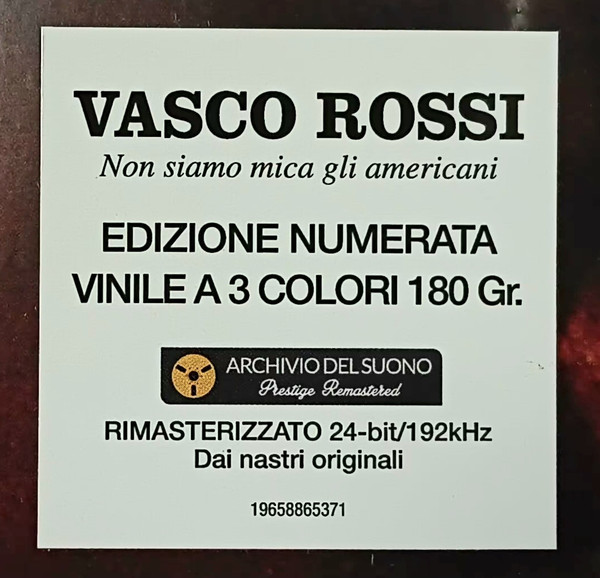 VASCO ROSSI
Non siamo mica gli americani
EDIZIONE NUMERATA
VINILE A 3 COLORI 180 Gr.
ARCHIVIO DEL SUONO
Prestige Remastered
RIMASTERIZZATO 24-bit/192kHz
Dai nastri originali
19658865371